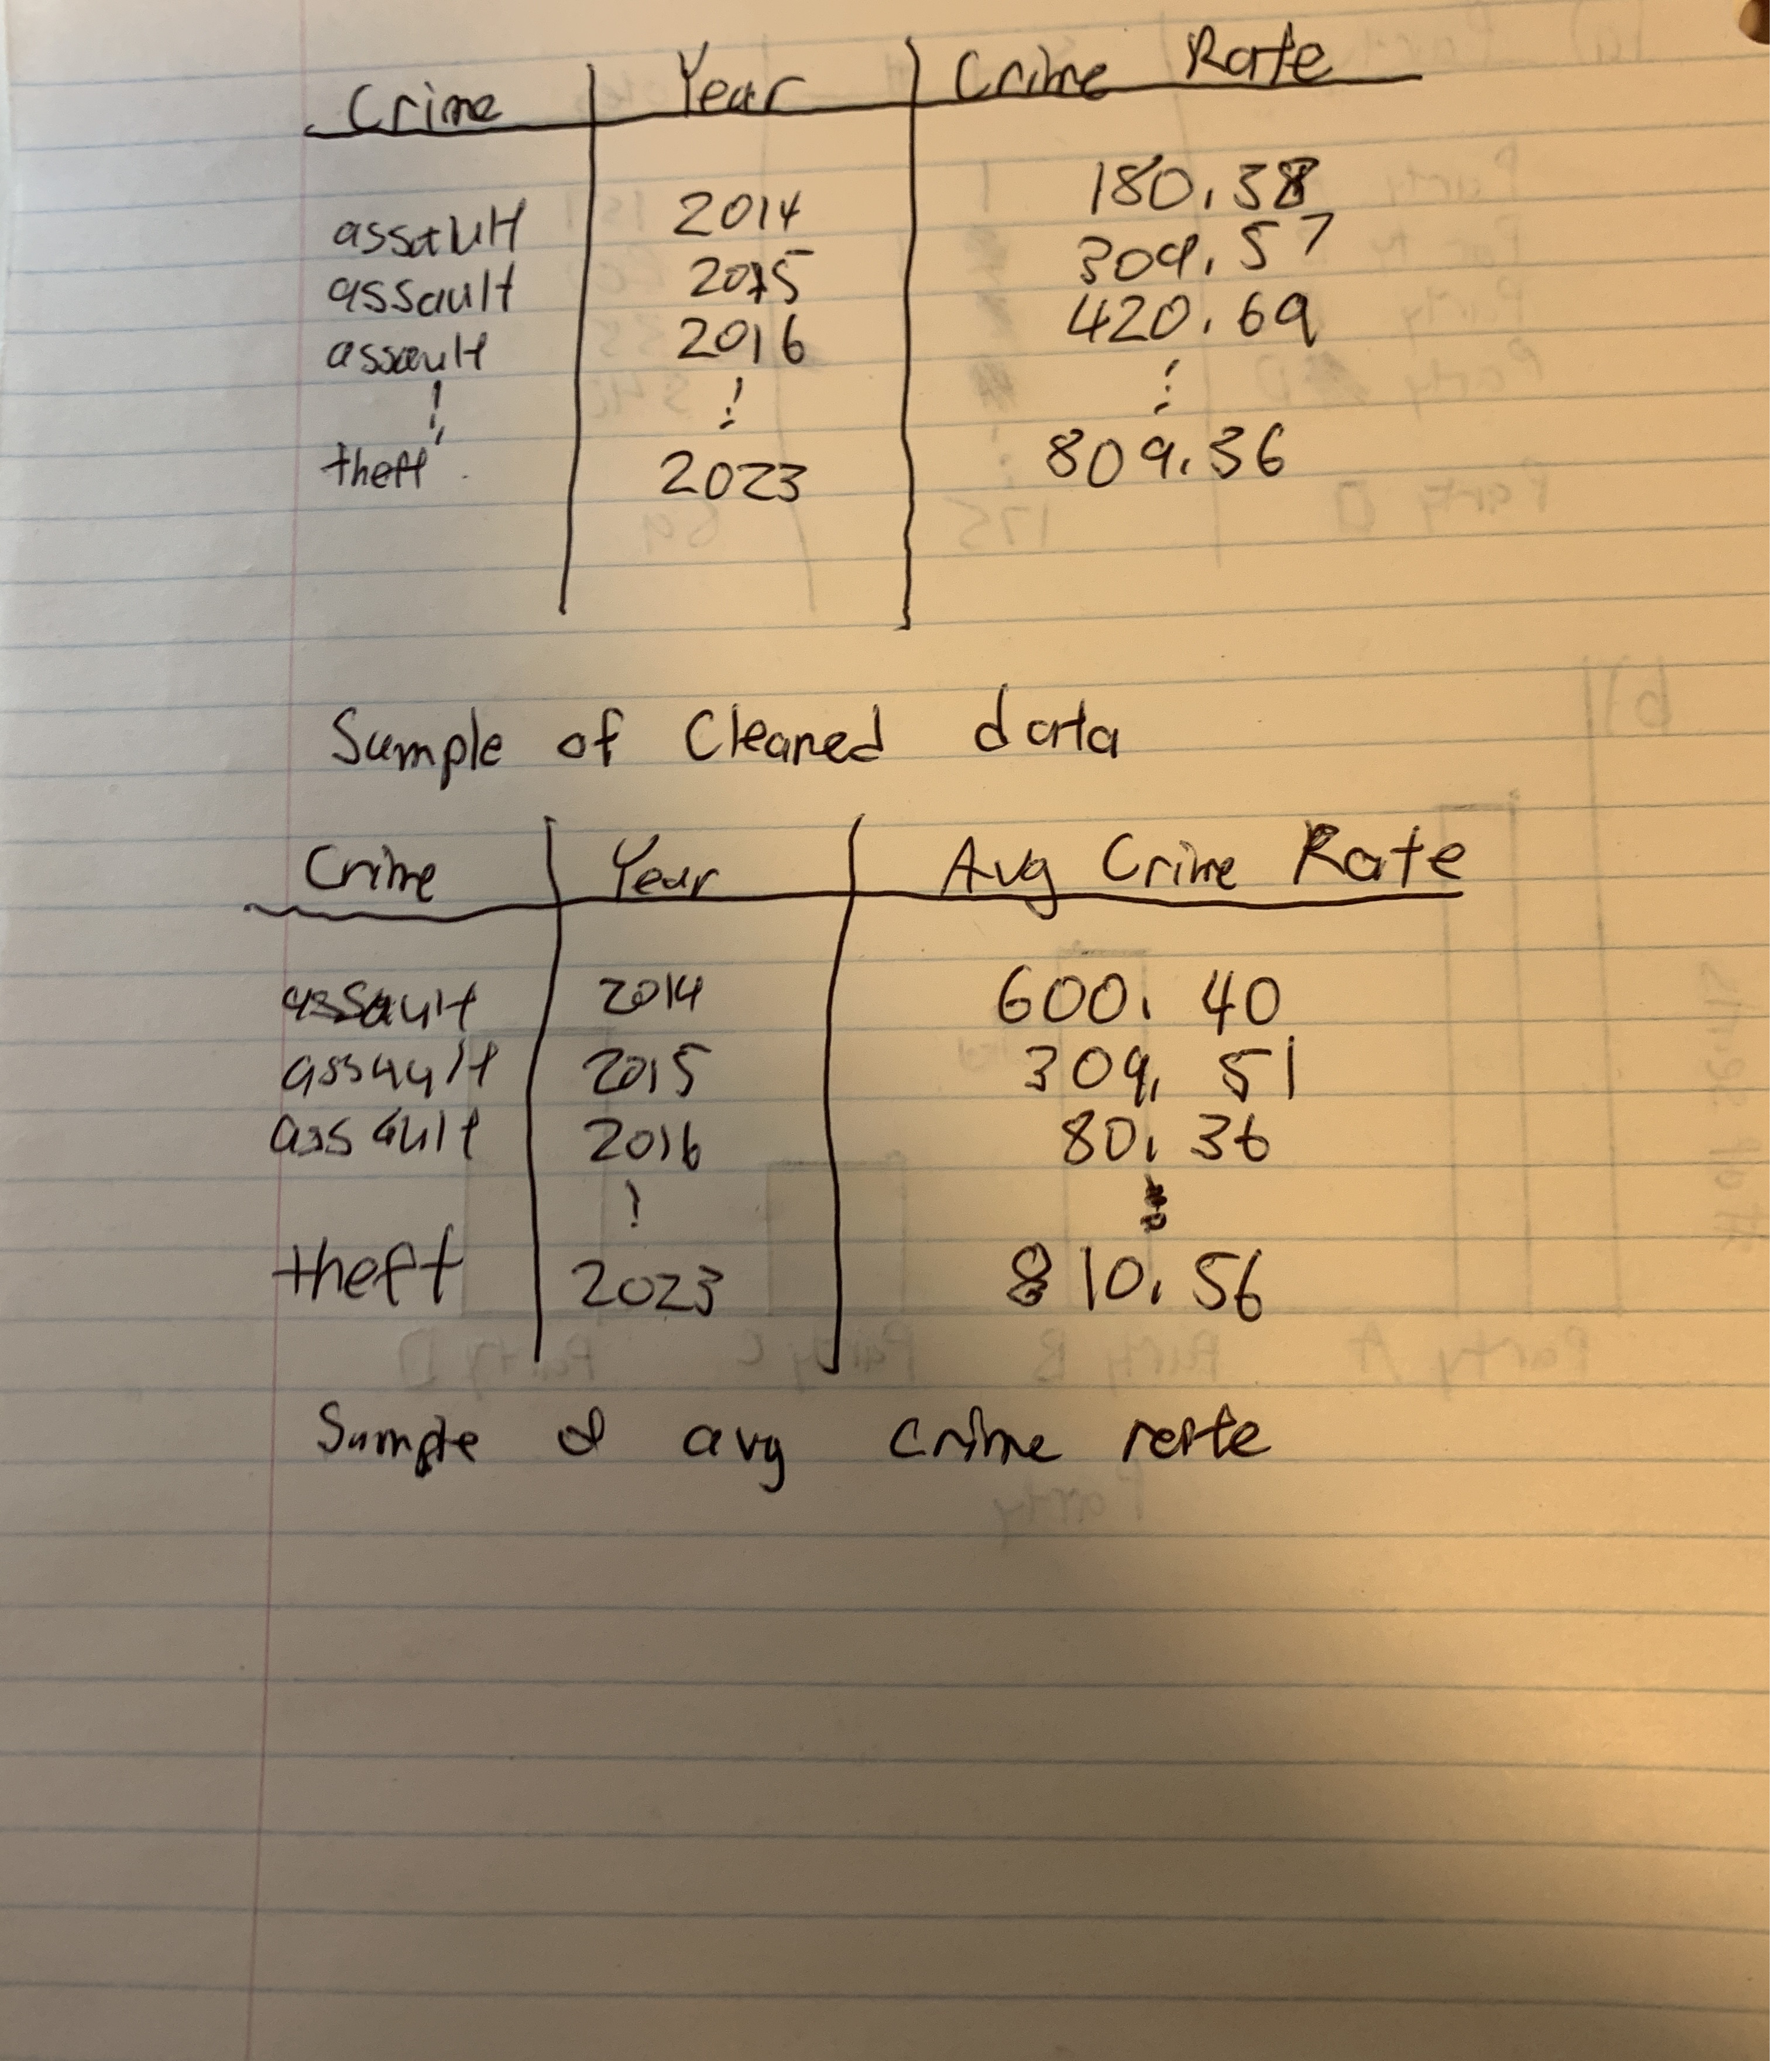 Crime Year Crime Rate
assault 2014 180.38
assault 2015 309.57
assault 2016 420.69
⋮ ⋮ ⋮
theft 2023 809.36
Sample of Cleaned data
Crime Year Avg Crime Rate
assault 2014 600.40
assault 2015 309.51
assault 2016 80.36
⋮ ⋮
theft 2023 810.56
Sample of avg crime rate